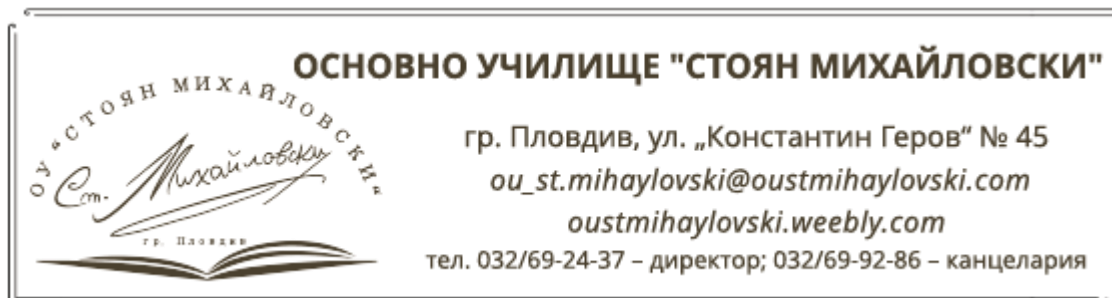 ОСНОВНО УЧИЛИЩЕ "СТОЯН МИХАЙЛОВСКИ"
ОУ "СТОЯН МИХАЙЛОВСКИ"
Ст. Михайловски
гр. Пловдив
гр. Пловдив, ул. „Константин Геров“ № 45
ou_st.mihaylovski@oustmihaylovski.com
oustmihaylovski.weebly.com
тел. 032/69-24-37 – директор; 032/69-92-86 – канцелария